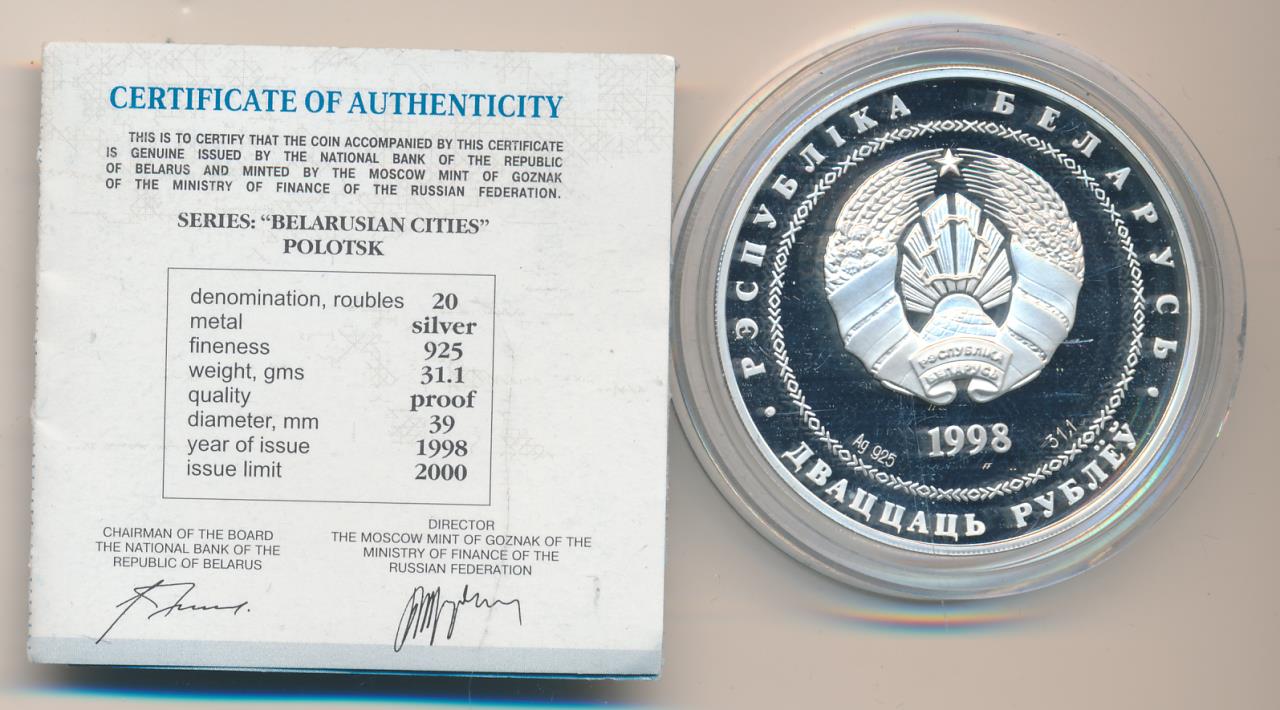 CERTIFICATE OF AUTHENTICITY
THIS IS TO CERTIFY THAT THE COIN ACCOMPANIED BY THIS CERTIFICATE
IS GENUINE ISSUED BY THE NATIONAL BANK OF THE REPUBLIC
OF BELARUS AND MINTED BY THE MOSCOW MINT OF GOZNAK
OF THE MINISTRY OF FINANCE OF THE RUSSIAN FEDERATION.
SERIES: “BELARUSIAN CITIES”
POLOTSK
denomination, roubles 20
metal silver
fineness 925
weight, gms 31.1
quality proof
diameter, mm 39
year of issue 1998
issue limit 2000
CHAIRMAN OF THE BOARD
THE NATIONAL BANK OF THE
REPUBLIC OF BELARUS
DIRECTOR
THE MOSCOW MINT OF GOZNAK OF THE
MINISTRY OF FINANCE OF THE
RUSSIAN FEDERATION
РЭСПУБЛІКА БЕЛАРУСЬ
РЭСПУБЛІКА
БЕЛАРУСЬ
Ag 925
1998
31.1
ДВАЦЦАЦЬ РУБЛЁЎ